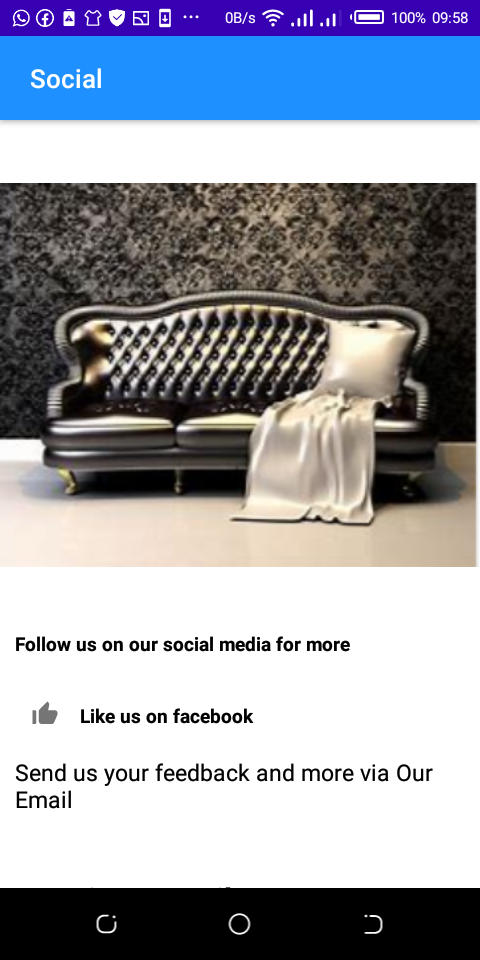 0B/s 100% 09:58
Social
Follow us on our social media for more
Like us on facebook
Send us your feedback and more via Our
Email